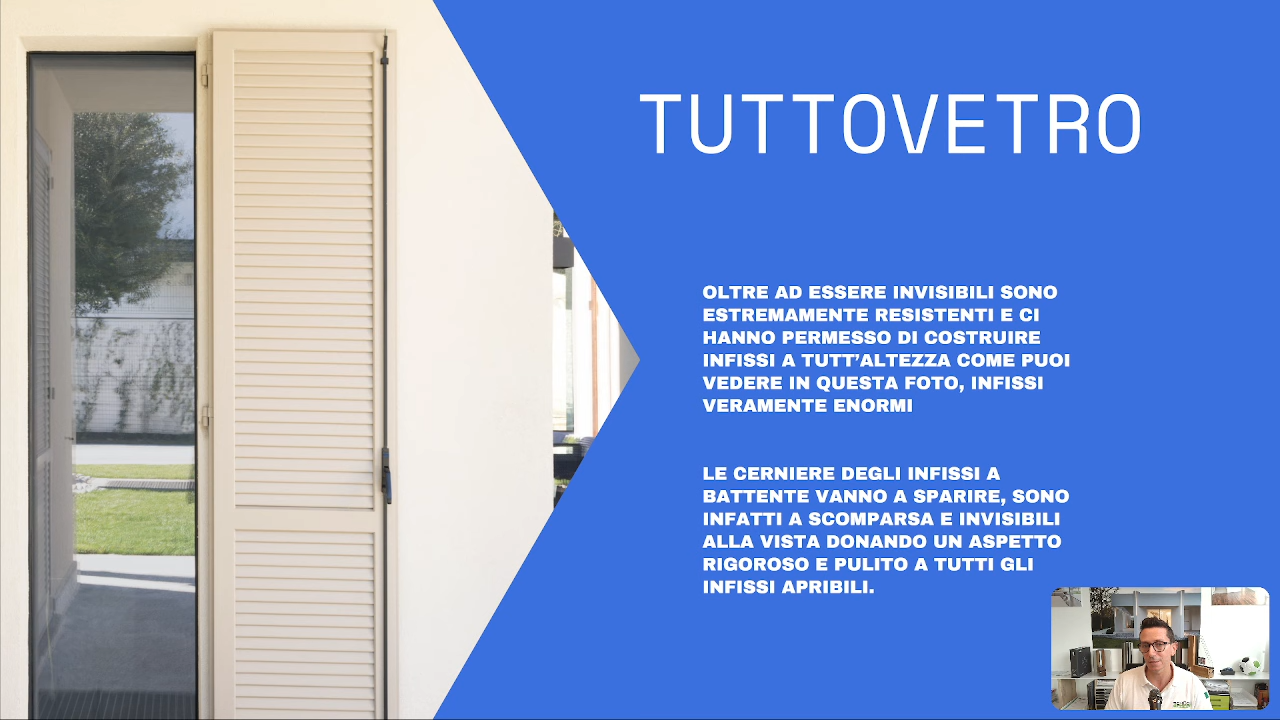 TUTTOVETRO
OLTRE AD ESSERE INVISIBILI SONO
ESTREMAMENTE RESISTENTI E CI
HANNO PERMESSO DI COSTRUIRE
INFISSI A TUTT'ALTEZZA COME PUOI
VEDERE IN QUESTA FOTO, INFISSI
VERAMENTE ENORMI
LE CERNIERE DEGLI INFISSI A
BATTENTE VANNO A SPARIRE, SONO
INFATTI A SCOMPARSA E INVISIBILI
ALLA VISTA DONANDO UN ASPETTO
RIGOROSO E PULITO A TUTTI GLI
INFISSI APRIBILI.